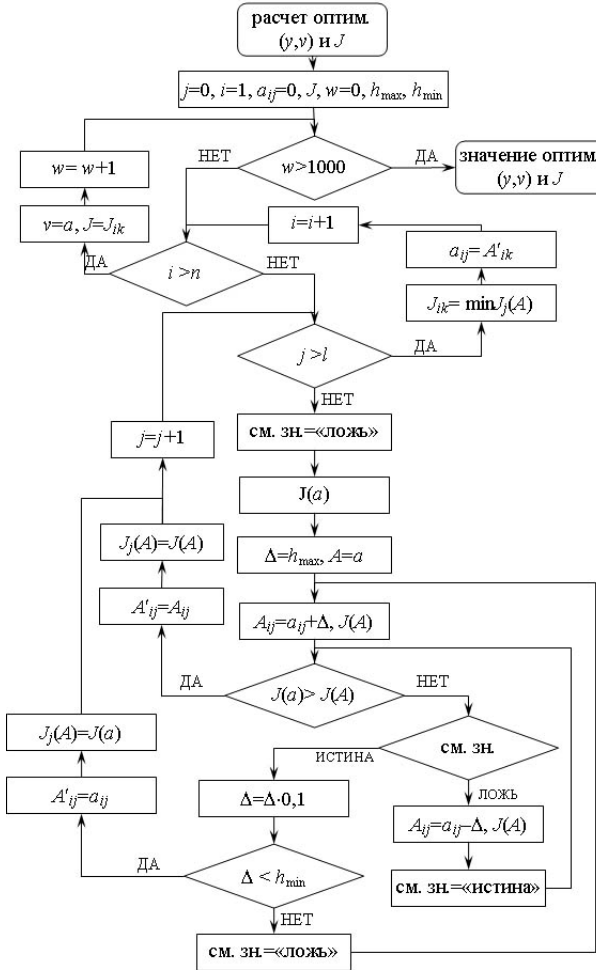 расчет оптим.
(y,v) и J
j=0, i=1, aij=0, J, w=0, hmax, hmin
w= w+1
НЕТ
w>1000
ДА
значение оптим.
(y,v) и J
v=a, J=Jik
i=i+1
aij= A'ik
ДА
i >n
НЕТ
Jik= minJj(A)
j >l
ДА
НЕТ
см. зн.=«ложь»
j=j+1
J(a)
Jj(A)=J(A)
Δ=hmax, A=a
A'ij=Aij
Aij=aij+Δ, J(A)
ДА
J(a)> J(A)
НЕТ
Jj(A)=J(a)
см. зн.
ИСТИНА
A'ij=aij
Δ=Δ·0,1
ЛОЖЬ
Aij=aij–Δ, J(A)
ДА
Δ < hmin
см. зн.=«истина»
НЕТ
см. зн.=«ложь»